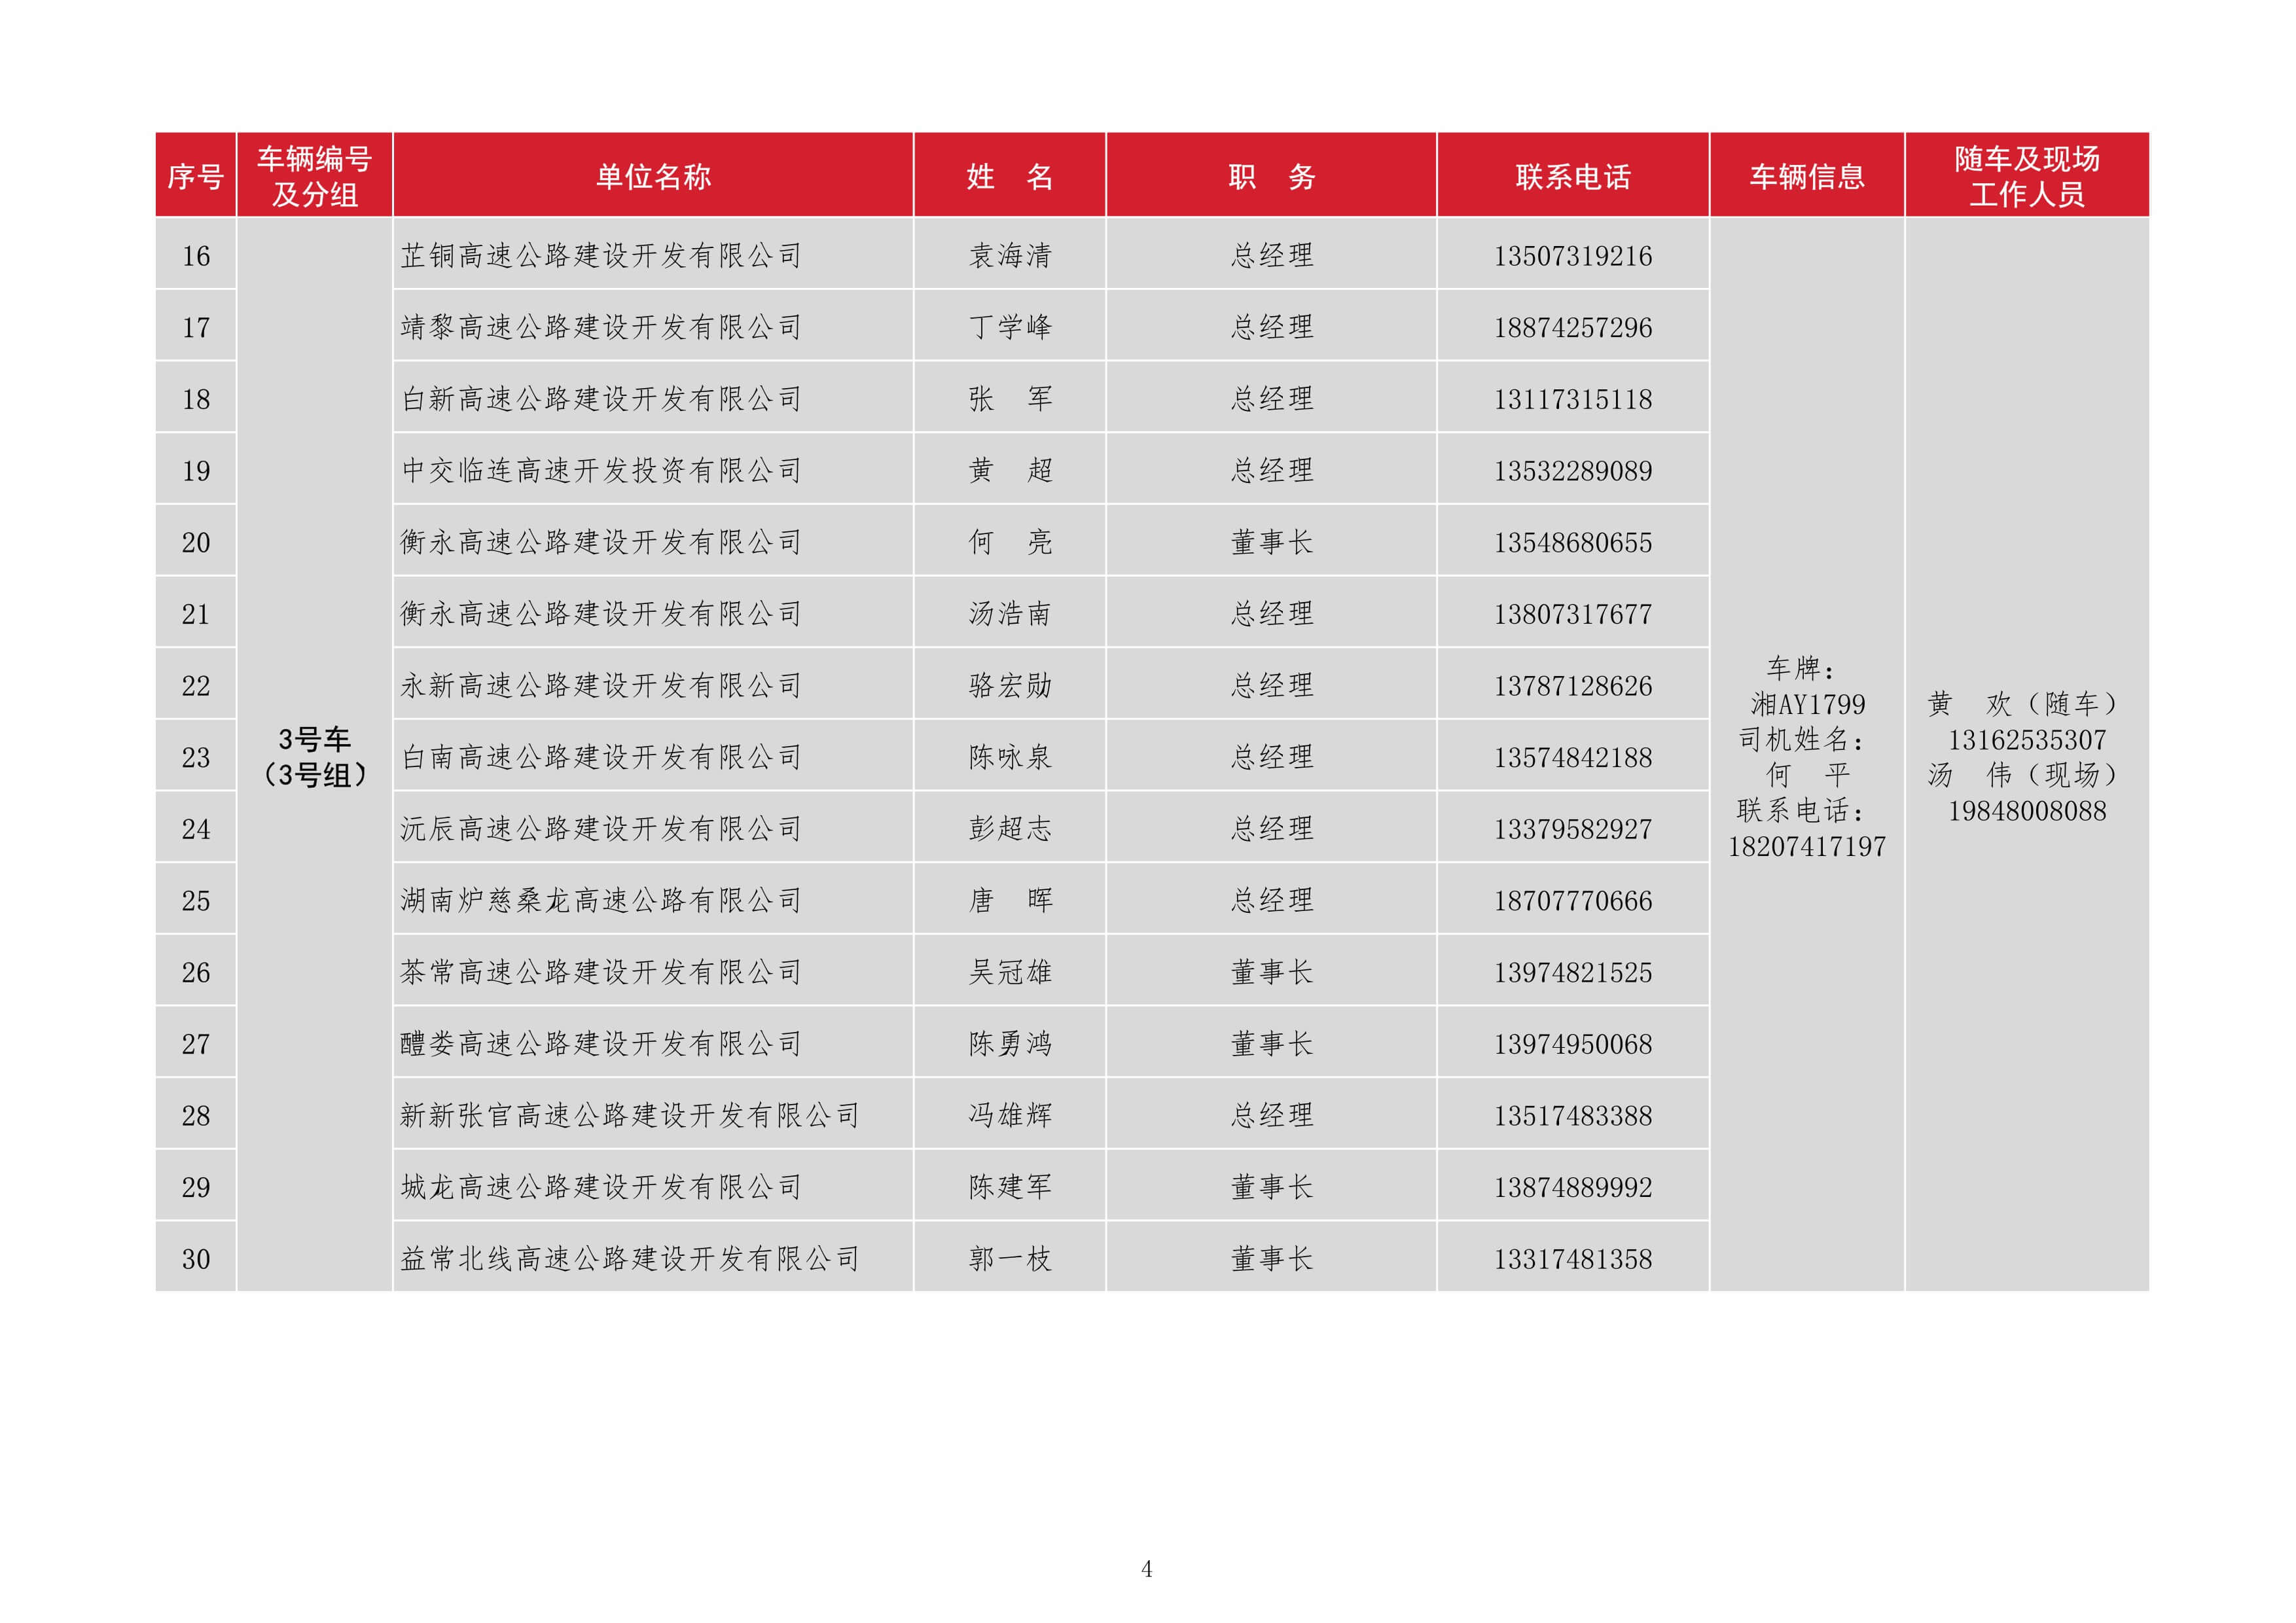 序号 车辆编号及分组 单位名称 姓　名 职　务 联系电话 车辆信息 随车及现场工作人员
16 芷铜高速公路建设开发有限公司 袁海清 总经理 13507319216
17 靖黎高速公路建设开发有限公司 丁学峰 总经理 18874257296
18 白新高速公路建设开发有限公司 张　军 总经理 13117315118
19 中交临连高速开发投资有限公司 黄　超 总经理 13532289089
20 衡永高速公路建设开发有限公司 何　亮 董事长 13548680655
21 衡永高速公路建设开发有限公司 汤浩南 总经理 13807317677
22 永新高速公路建设开发有限公司 骆宏勋 总经理 13787128626
23 白南高速公路建设开发有限公司 陈咏泉 总经理 13574842188
24 沅辰高速公路建设开发有限公司 彭超志 总经理 13379582927
25 湖南炉慈桑龙高速公路有限公司 唐　晖 总经理 18707770666
26 茶常高速公路建设开发有限公司 吴冠雄 董事长 13974821525
27 醴娄高速公路建设开发有限公司 陈勇鸿 董事长 13974950068
28 新新张官高速公路建设开发有限公司 冯雄辉 总经理 13517483388
29 城龙高速公路建设开发有限公司 陈建军 董事长 13874889992
30 益常北线高速公路建设开发有限公司 郭一枝 董事长 13317481358
3号车
（3号组）
车牌：
湘AY1799
司机姓名：
何　平
联系电话：
18207417197
黄　欢（随车）
13162535307
汤　伟（现场）
19848008088
4